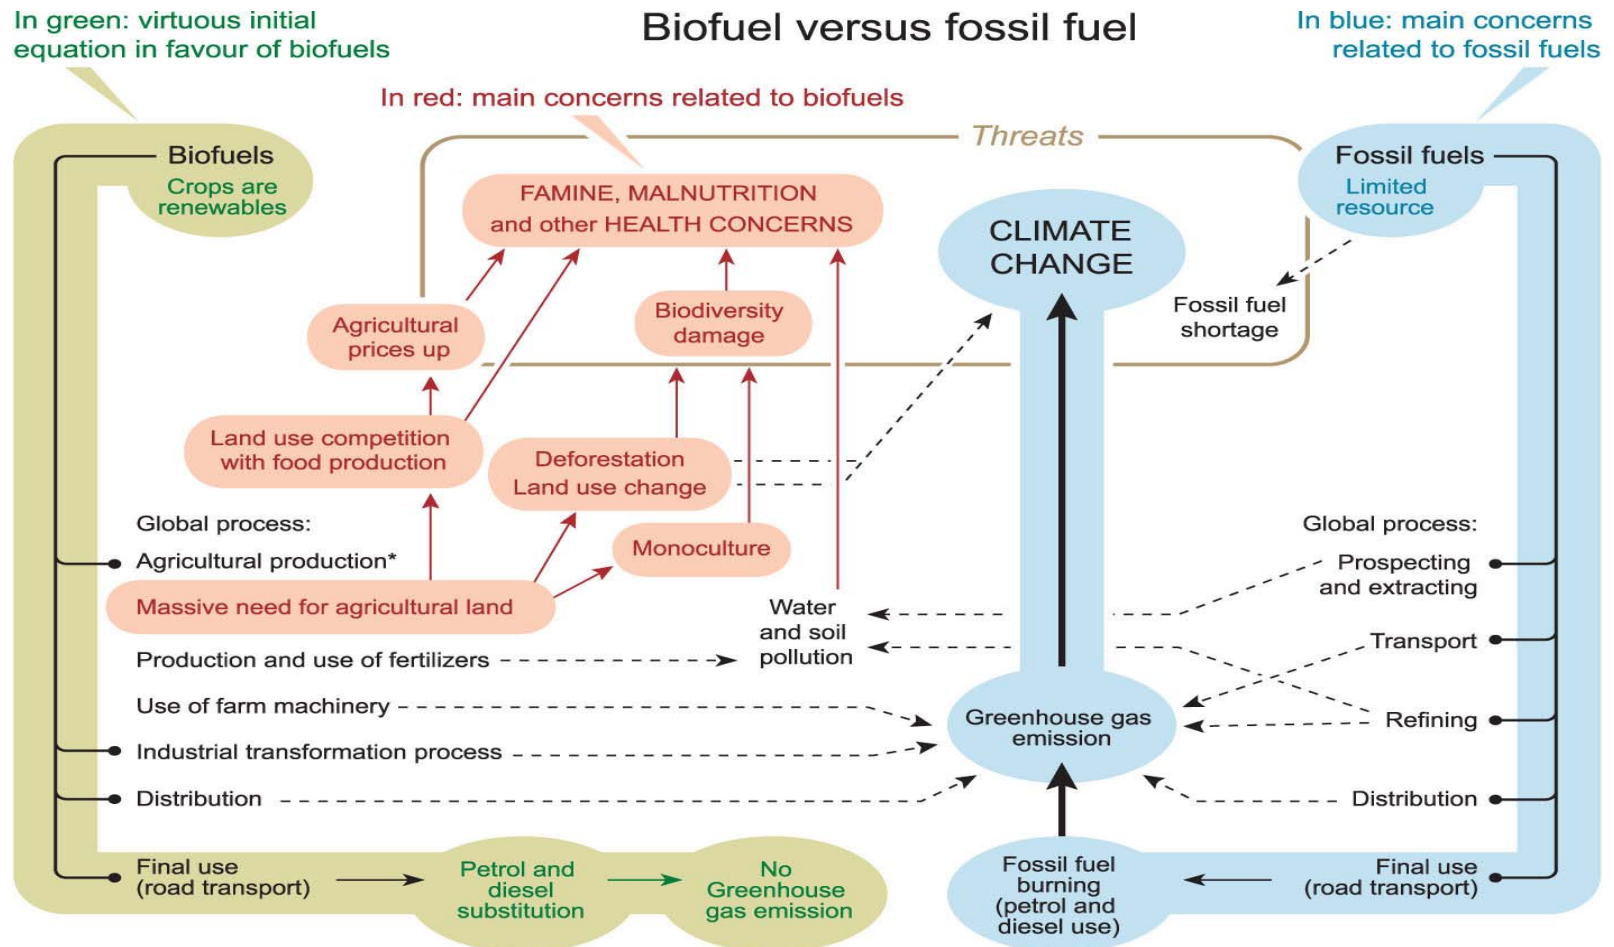 In green: virtuous initial
equation in favour of biofuels
Biofuel versus fossil fuel
In blue: main concerns
related to fossil fuels
In red: main concerns related to biofuels
Threats
Biofuels
Crops are
renewables
FAMINE, MALNUTRITION
and other HEALTH CONCERNS
CLIMATE
CHANGE
Fossil fuels
Limited
resource
Agricultural
prices up
Biodiversity
damage
Fossil fuel
shortage
Land use competition
with food production
Deforestation
Land use change
Monoculture
Global process:
Agricultural production*
Massive need for agricultural land
Production and use of fertilizers
Use of farm machinery
Industrial transformation process
Distribution
Final use
(road transport)
Petrol and
diesel
substitution
No
Greenhouse
gas emission
Water
and soil
pollution
Greenhouse gas
emission
Fossil fuel
burning
(petrol and
diesel use)
Global process:
Prospecting
and extracting
Transport
Refining
Distribution
Final use
(road transport)